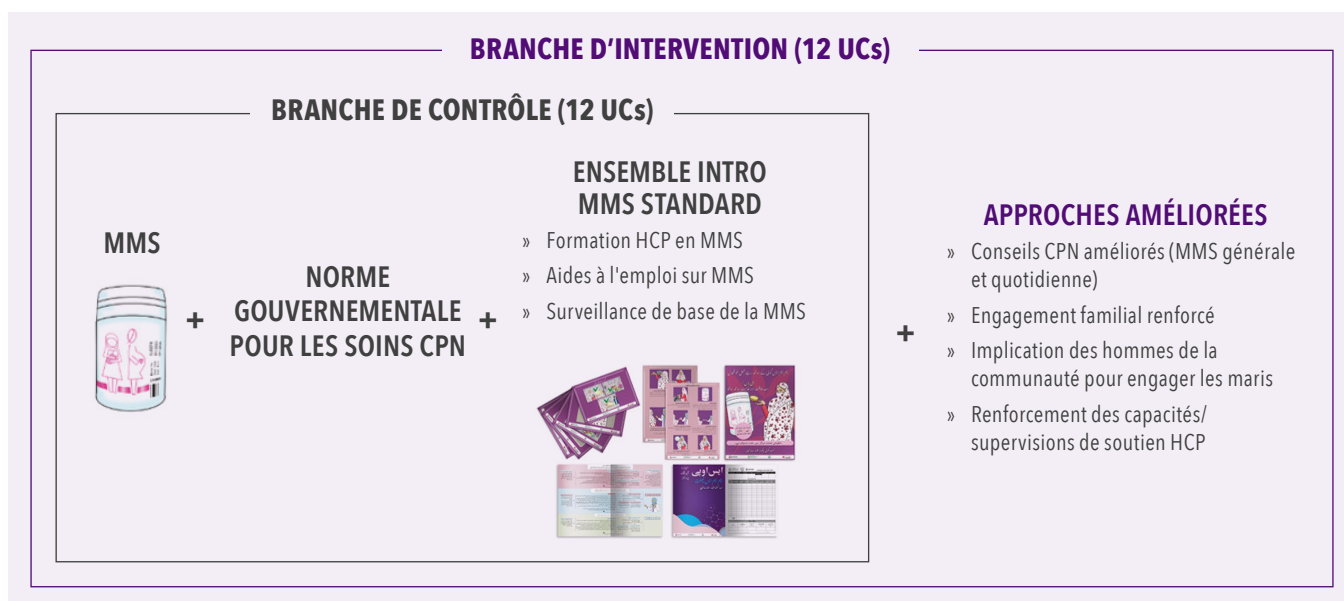 BRANCHE D'INTERVENTION (12 UCs)
BRANCHE DE CONTRÔLE (12 UCs)
MMS
+
NORME
GOUVERNEMENTALE
POUR LES SOINS CPN
+
ENSEMBLE INTRO
MMS STANDARD
» Formation HCP en MMS
» Aides à l'emploi sur MMS
» Surveillance de base de la MMS
+
APPROCHES AMÉLIORÉES
» Conseils CPN améliorés (MMS générale
et quotidienne)
» Engagement familial renforcé
» Implication des hommes de la
communauté pour engager les maris
» Renforcement des capacités/
supervisions de soutien HCP